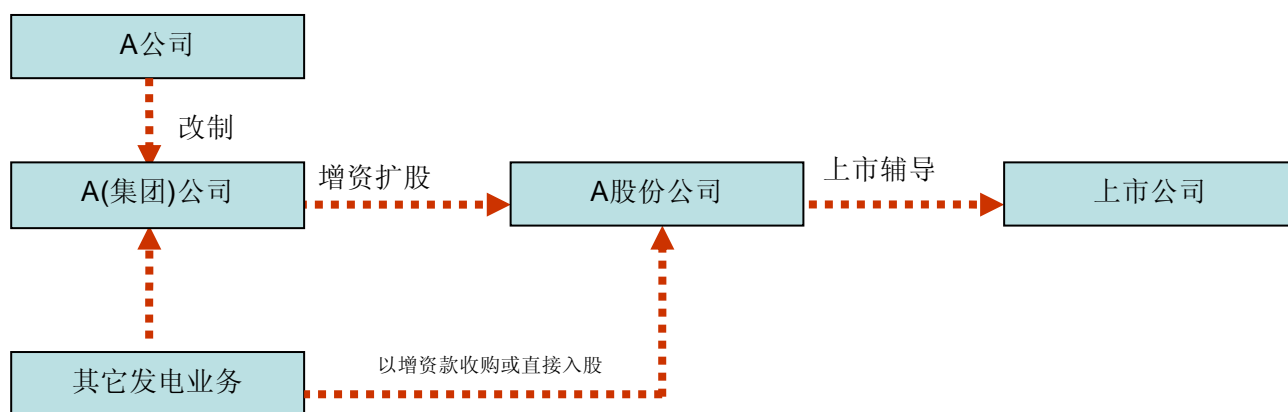 A公司
改制
A(集团)公司
增资扩股
A股份公司
上市辅导
上市公司
其它发电业务
以增资款收购或直接入股